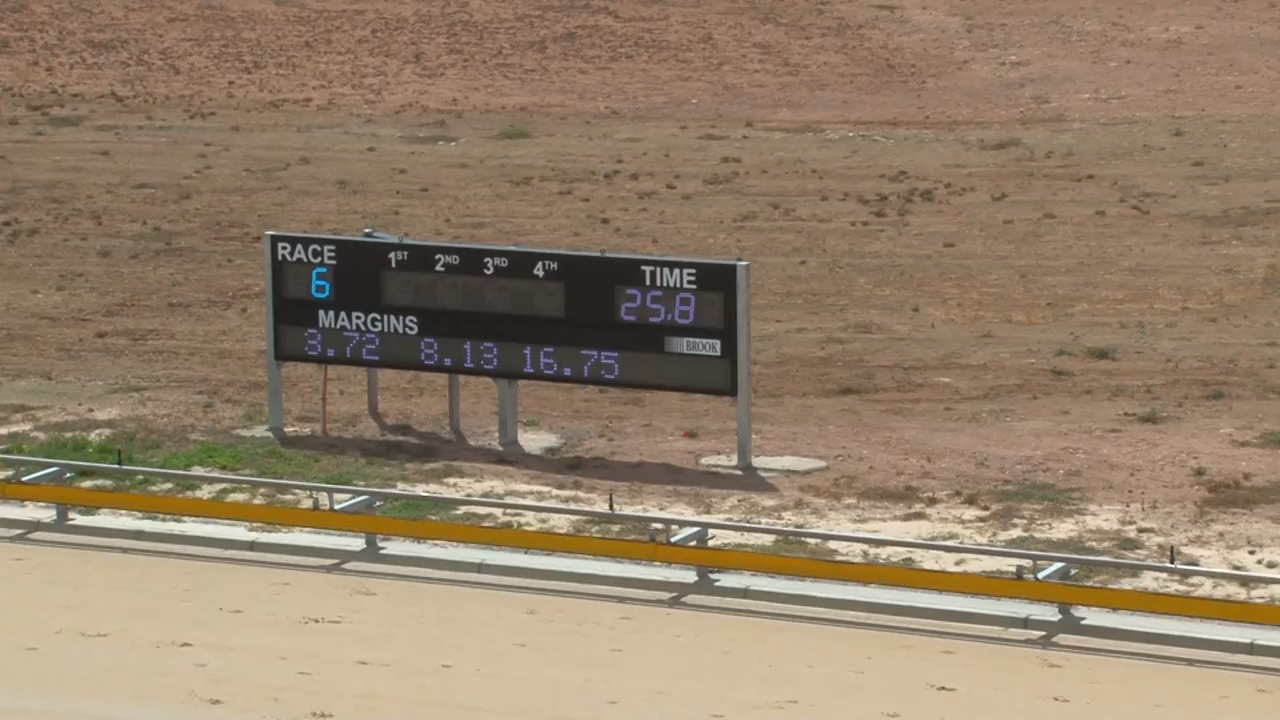 RACE 1ST 2ND 3RD 4TH TIME
6 25.8
MARGINS
BROOK
3.72 8.13 16.75